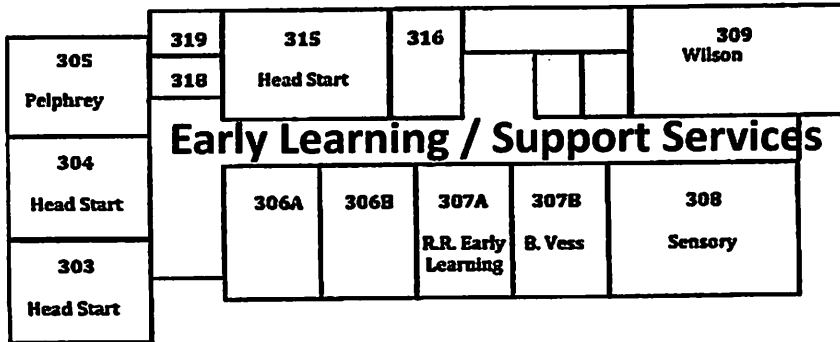 319
315
316
309
Wilson
305
Pelphrey
318
Head Start
Early Learning / Support Services
304
Head Start
306A
306B
307A
307B
308
R.R. Early
Learning
B. Vess
Sensory
303
Head Start